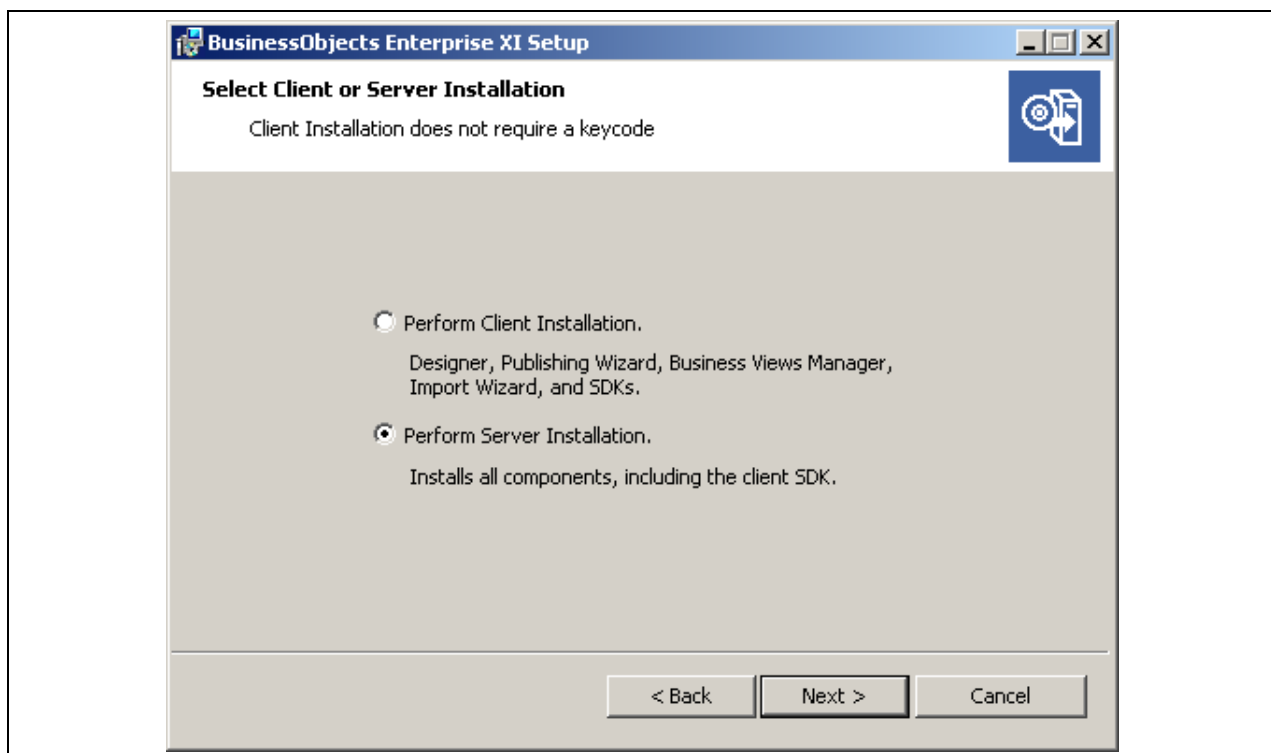 BusinessObjects Enterprise XI Setup
Select Client or Server Installation
Client Installation does not require a keycode
Perform Client Installation.
Designer, Publishing Wizard, Business Views Manager,
Import Wizard, and SDKs.
Perform Server Installation.
Installs all components, including the client SDK.
< Back Next > Cancel